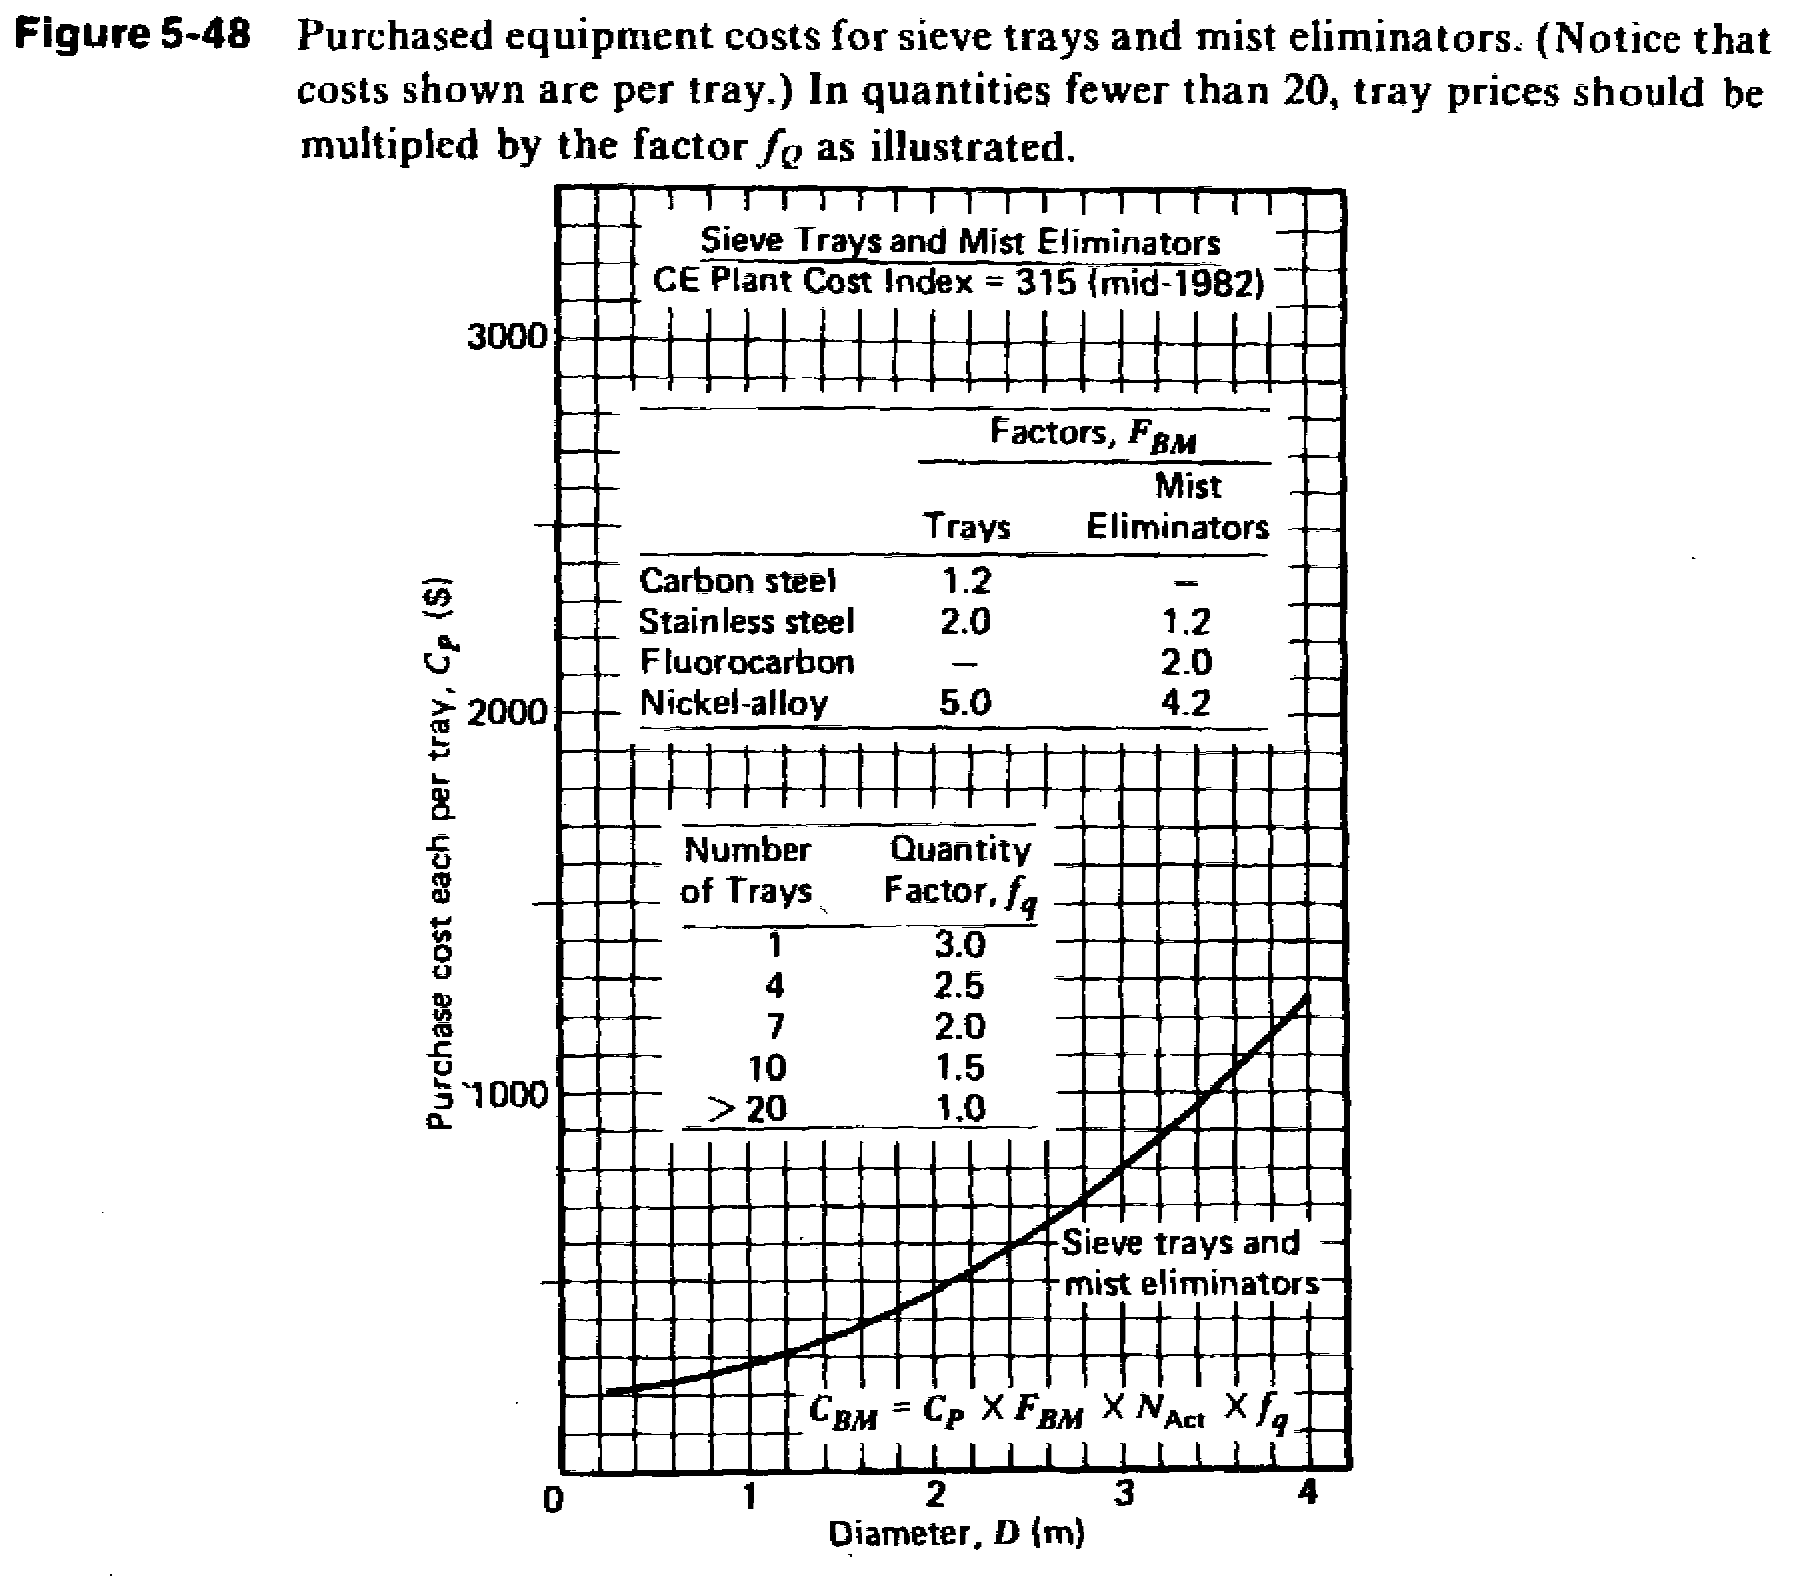 Figure 5-48 Purchased equipment costs for sieve trays and mist eliminators. (Notice that
costs shown are per tray.) In quantities fewer than 20, tray prices should be
multipled by the factor fQ as illustrated.
Sieve Trays and Mist Eliminators
CE Plant Cost Index = 315 (mid-1982)
3000
Factors, FBM
Mist
Trays Eliminators
Carbon steel 1.2 –
Stainless steel 2.0 1.2
Fluorocarbon – 2.0
Nickel-alloy 5.0 4.2
2000
Purchase cost each per tray, CP ($)
Number Quantity
of Trays Factor, fq
1 3.0
4 2.5
7 2.0
10 1.5
> 20 1.0
1000
Sieve trays and
mist eliminators
CBM = CP X FBM X NAct X fq
0 1 2 3 4
Diameter, D (m)